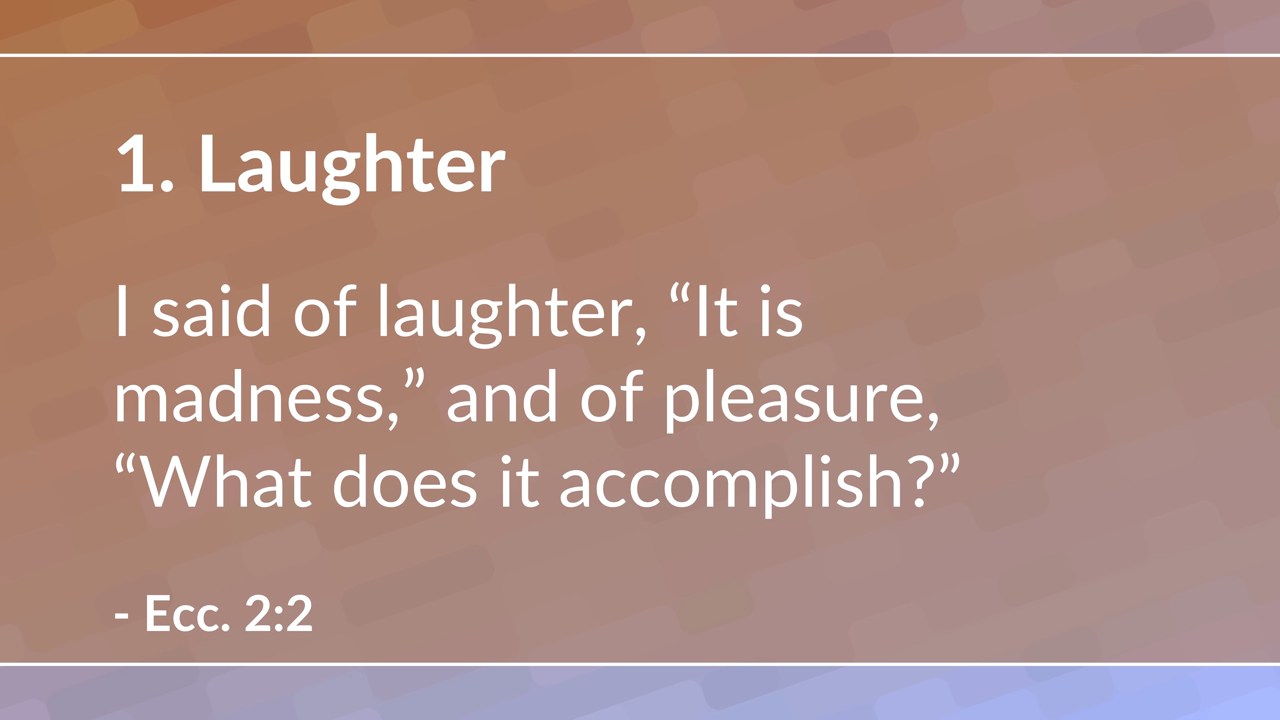 1. Laughter
I said of laughter, “It is
madness,” and of pleasure,
“What does it accomplish?”
- Ecc. 2:2